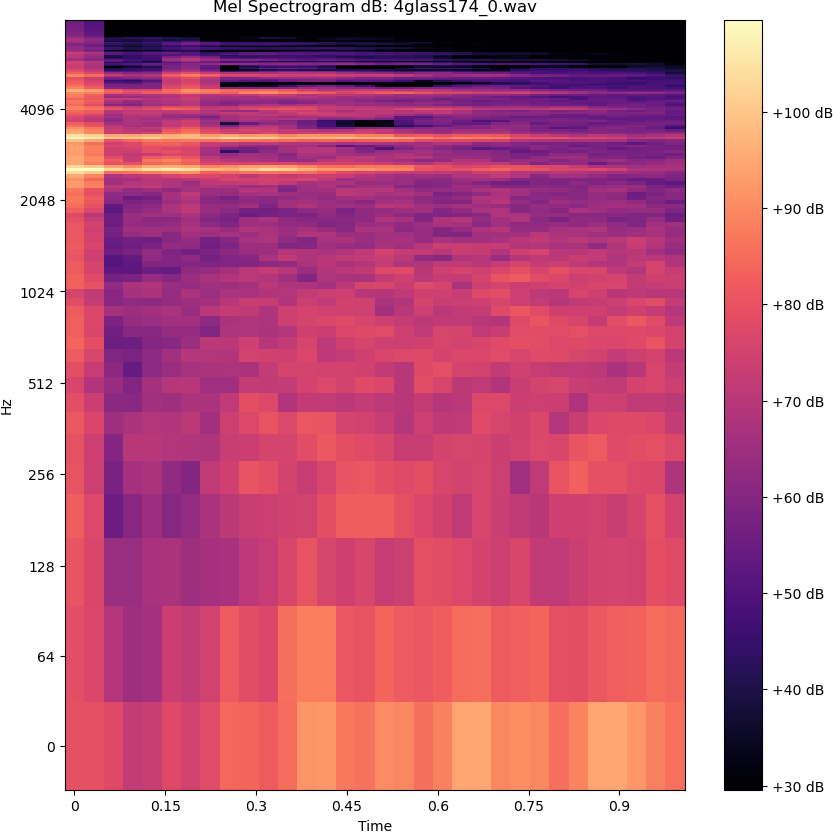 Mel Spectrogram dB: 4glass174_0.wav
4096
2048
1024
512
256
128
64
0
Hz
0
0.15
0.3
0.45
0.6
0.75
0.9
Time
+100 dB
+90 dB
+80 dB
+70 dB
+60 dB
+50 dB
+40 dB
+30 dB